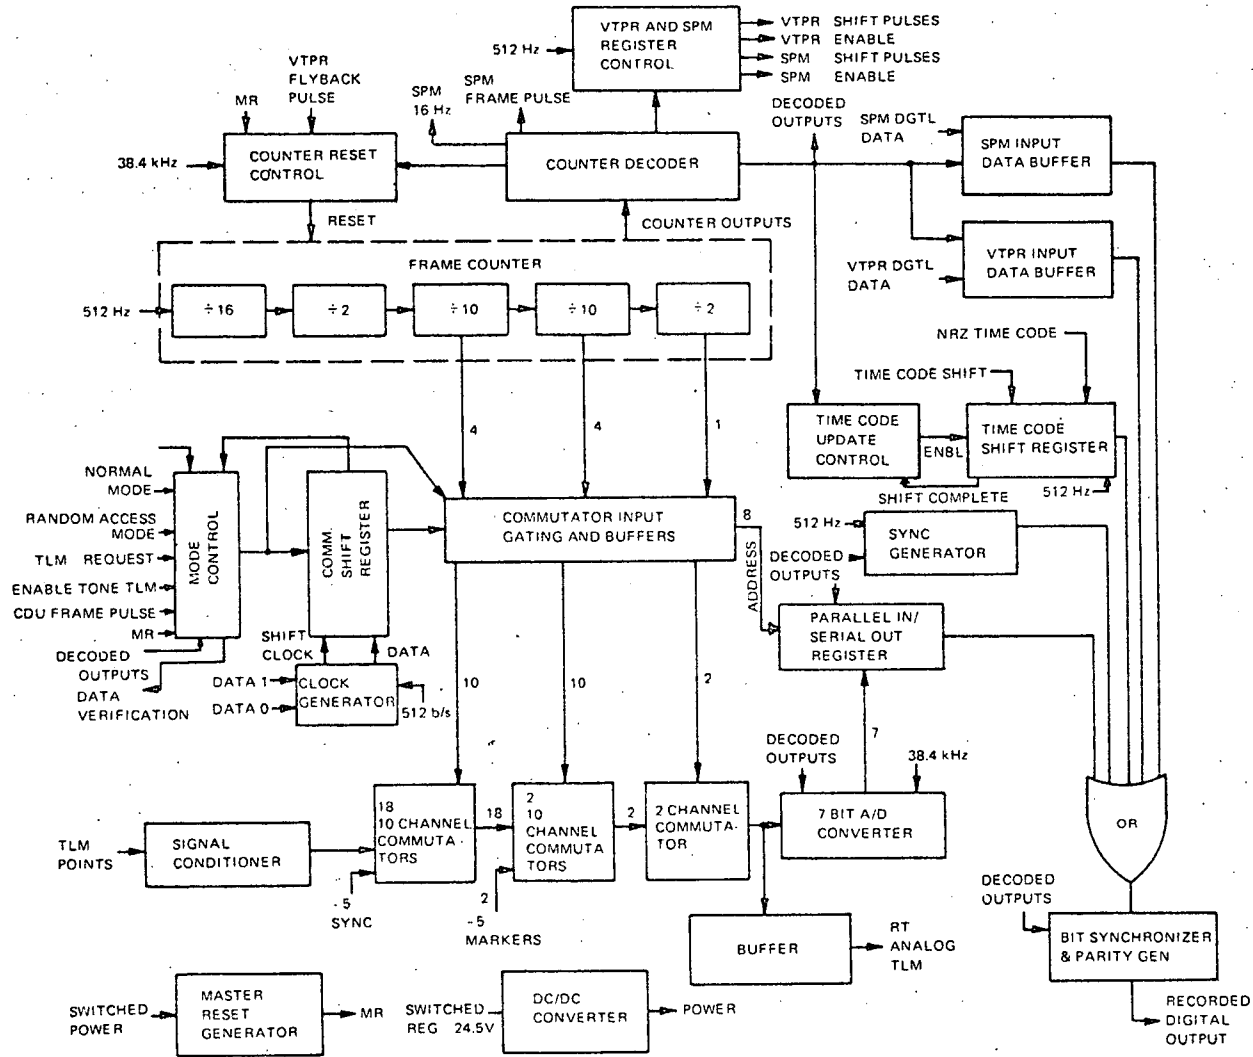 VTPR AND SPM
REGISTER
CONTROL
512 Hz
VTPR SHIFT PULSES
VTPR ENABLE
SPM SHIFT PULSES
SPM ENABLE
VTPR
FLYBACK
PULSE
MR
SPM
16 Hz
SPM
FRAME PULSE
DECODED
OUTPUTS
SPM DGTL
DATA
SPM INPUT
DATA BUFFER
38.4 kHz
COUNTER RESET
CONTROL
COUNTER DECODER
RESET
COUNTER OUTPUTS
VTPR INPUT
DATA BUFFER
VTPR DGTL
DATA
FRAME COUNTER
512 Hz
÷16
÷2
÷10
÷10
÷2
NRZ TIME CODE
TIME CODE SHIFT
4
4
1
TIME CODE
UPDATE
CONTROL
ENBL
TIME CODE
SHIFT REGISTER
SHIFT COMPLETE
512 Hz
NORMAL
MODE
RANDOM ACCESS
MODE
TLM REQUEST
ENABLE TONE TLM
CDU FRAME PULSE
MR
DECODED
OUTPUTS
DATA
VERIFICATION
MODE
CONTROL
COMM.
SHIFT
REGISTER
COMMUTATOR INPUT
GATING AND BUFFERS
8
ADDRESS
512 Hz
SYNC
GENERATOR
DECODED
OUTPUTS
PARALLEL IN/
SERIAL OUT
REGISTER
SHIFT
CLOCK
DATA
DATA 1
DATA 0
CLOCK
GENERATOR
512 b/s
10
10
2
7
DECODED
OUTPUTS
38.4 kHz
TLM
POINTS
SIGNAL
CONDITIONER
18
10 CHANNEL
COMMUTA-
TORS
18
- 5
SYNC
2
10
CHANNEL
COMMUTA
TORS
2
- 5
MARKERS
2
2 CHANNEL
COMMUTA-
TOR
7 BIT A/D
CONVERTER
OR
BUFFER
RT
ANALOG
TLM
DECODED
OUTPUTS
BIT SYNCHRONIZER
& PARITY GEN
RECORDED
DIGITAL
OUTPUT
SWITCHED
POWER
MASTER
RESET
GENERATOR
MR
SWITCHED
REG 24.5V
DC/DC
CONVERTER
POWER